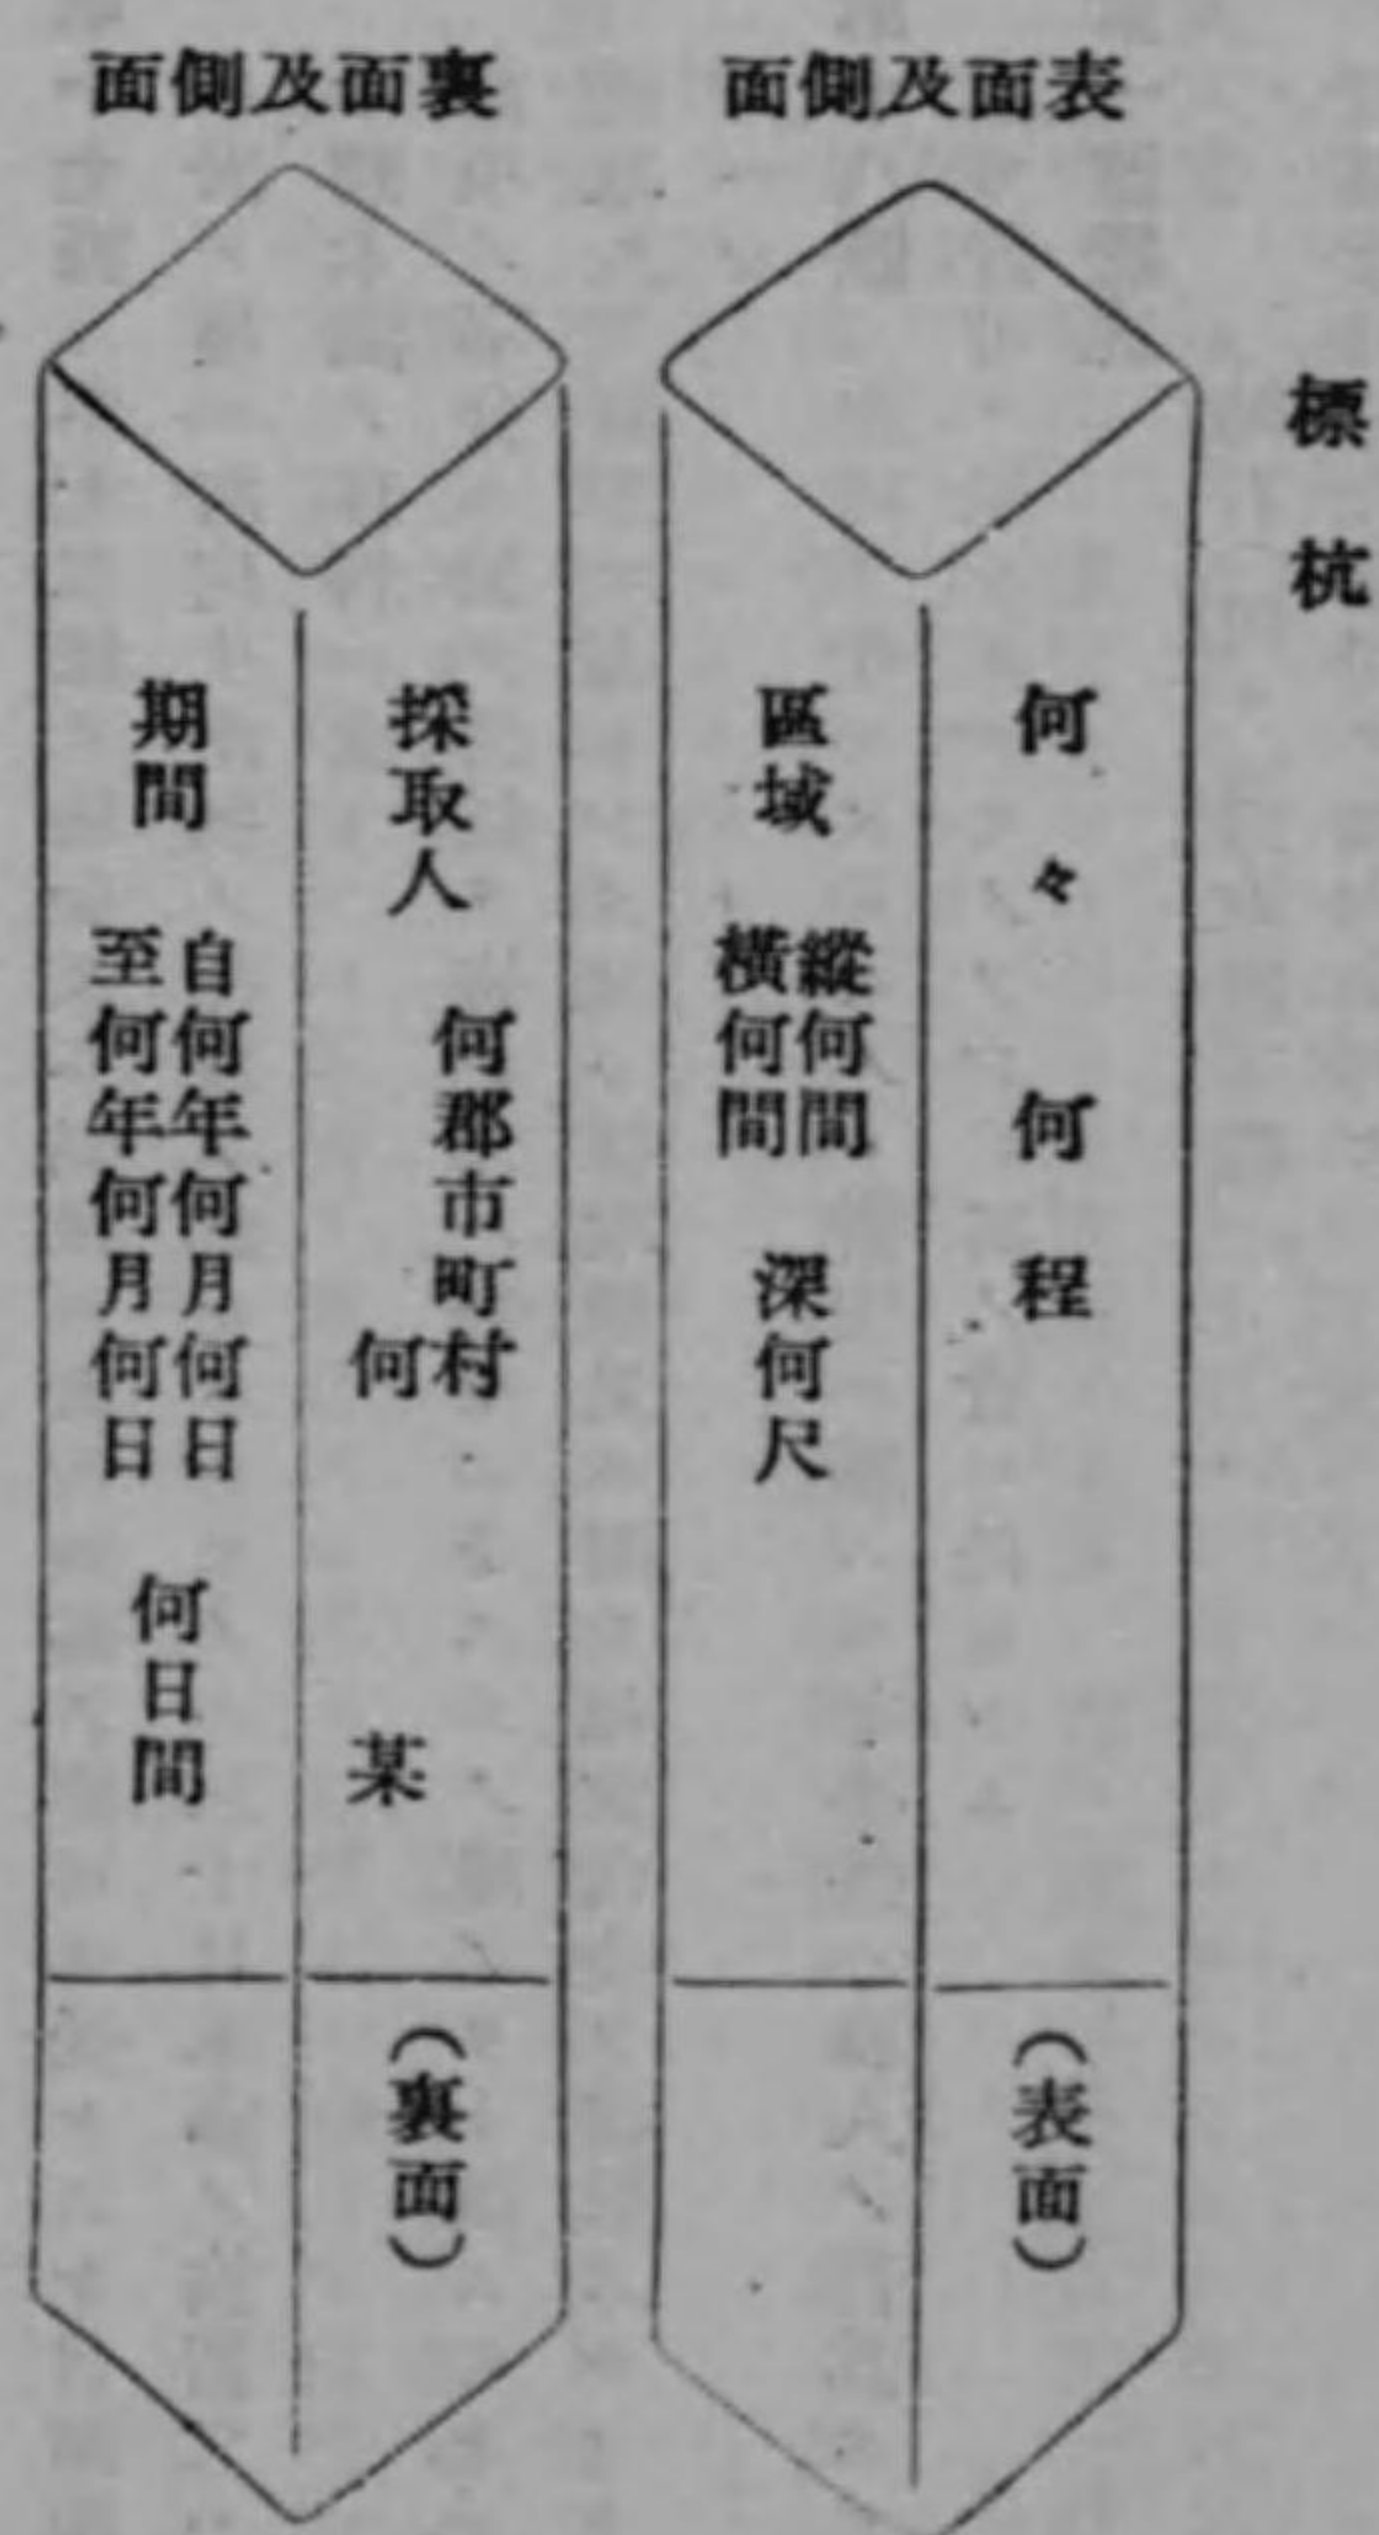 標杭
表面及側面
何々何程
(表面)
區域
縱何間
橫何間
深何尺
裏面及側面
採取人
何郡市町村
何某
(裏面)
期間
自何年何月何日
至何年何月何日
何日間